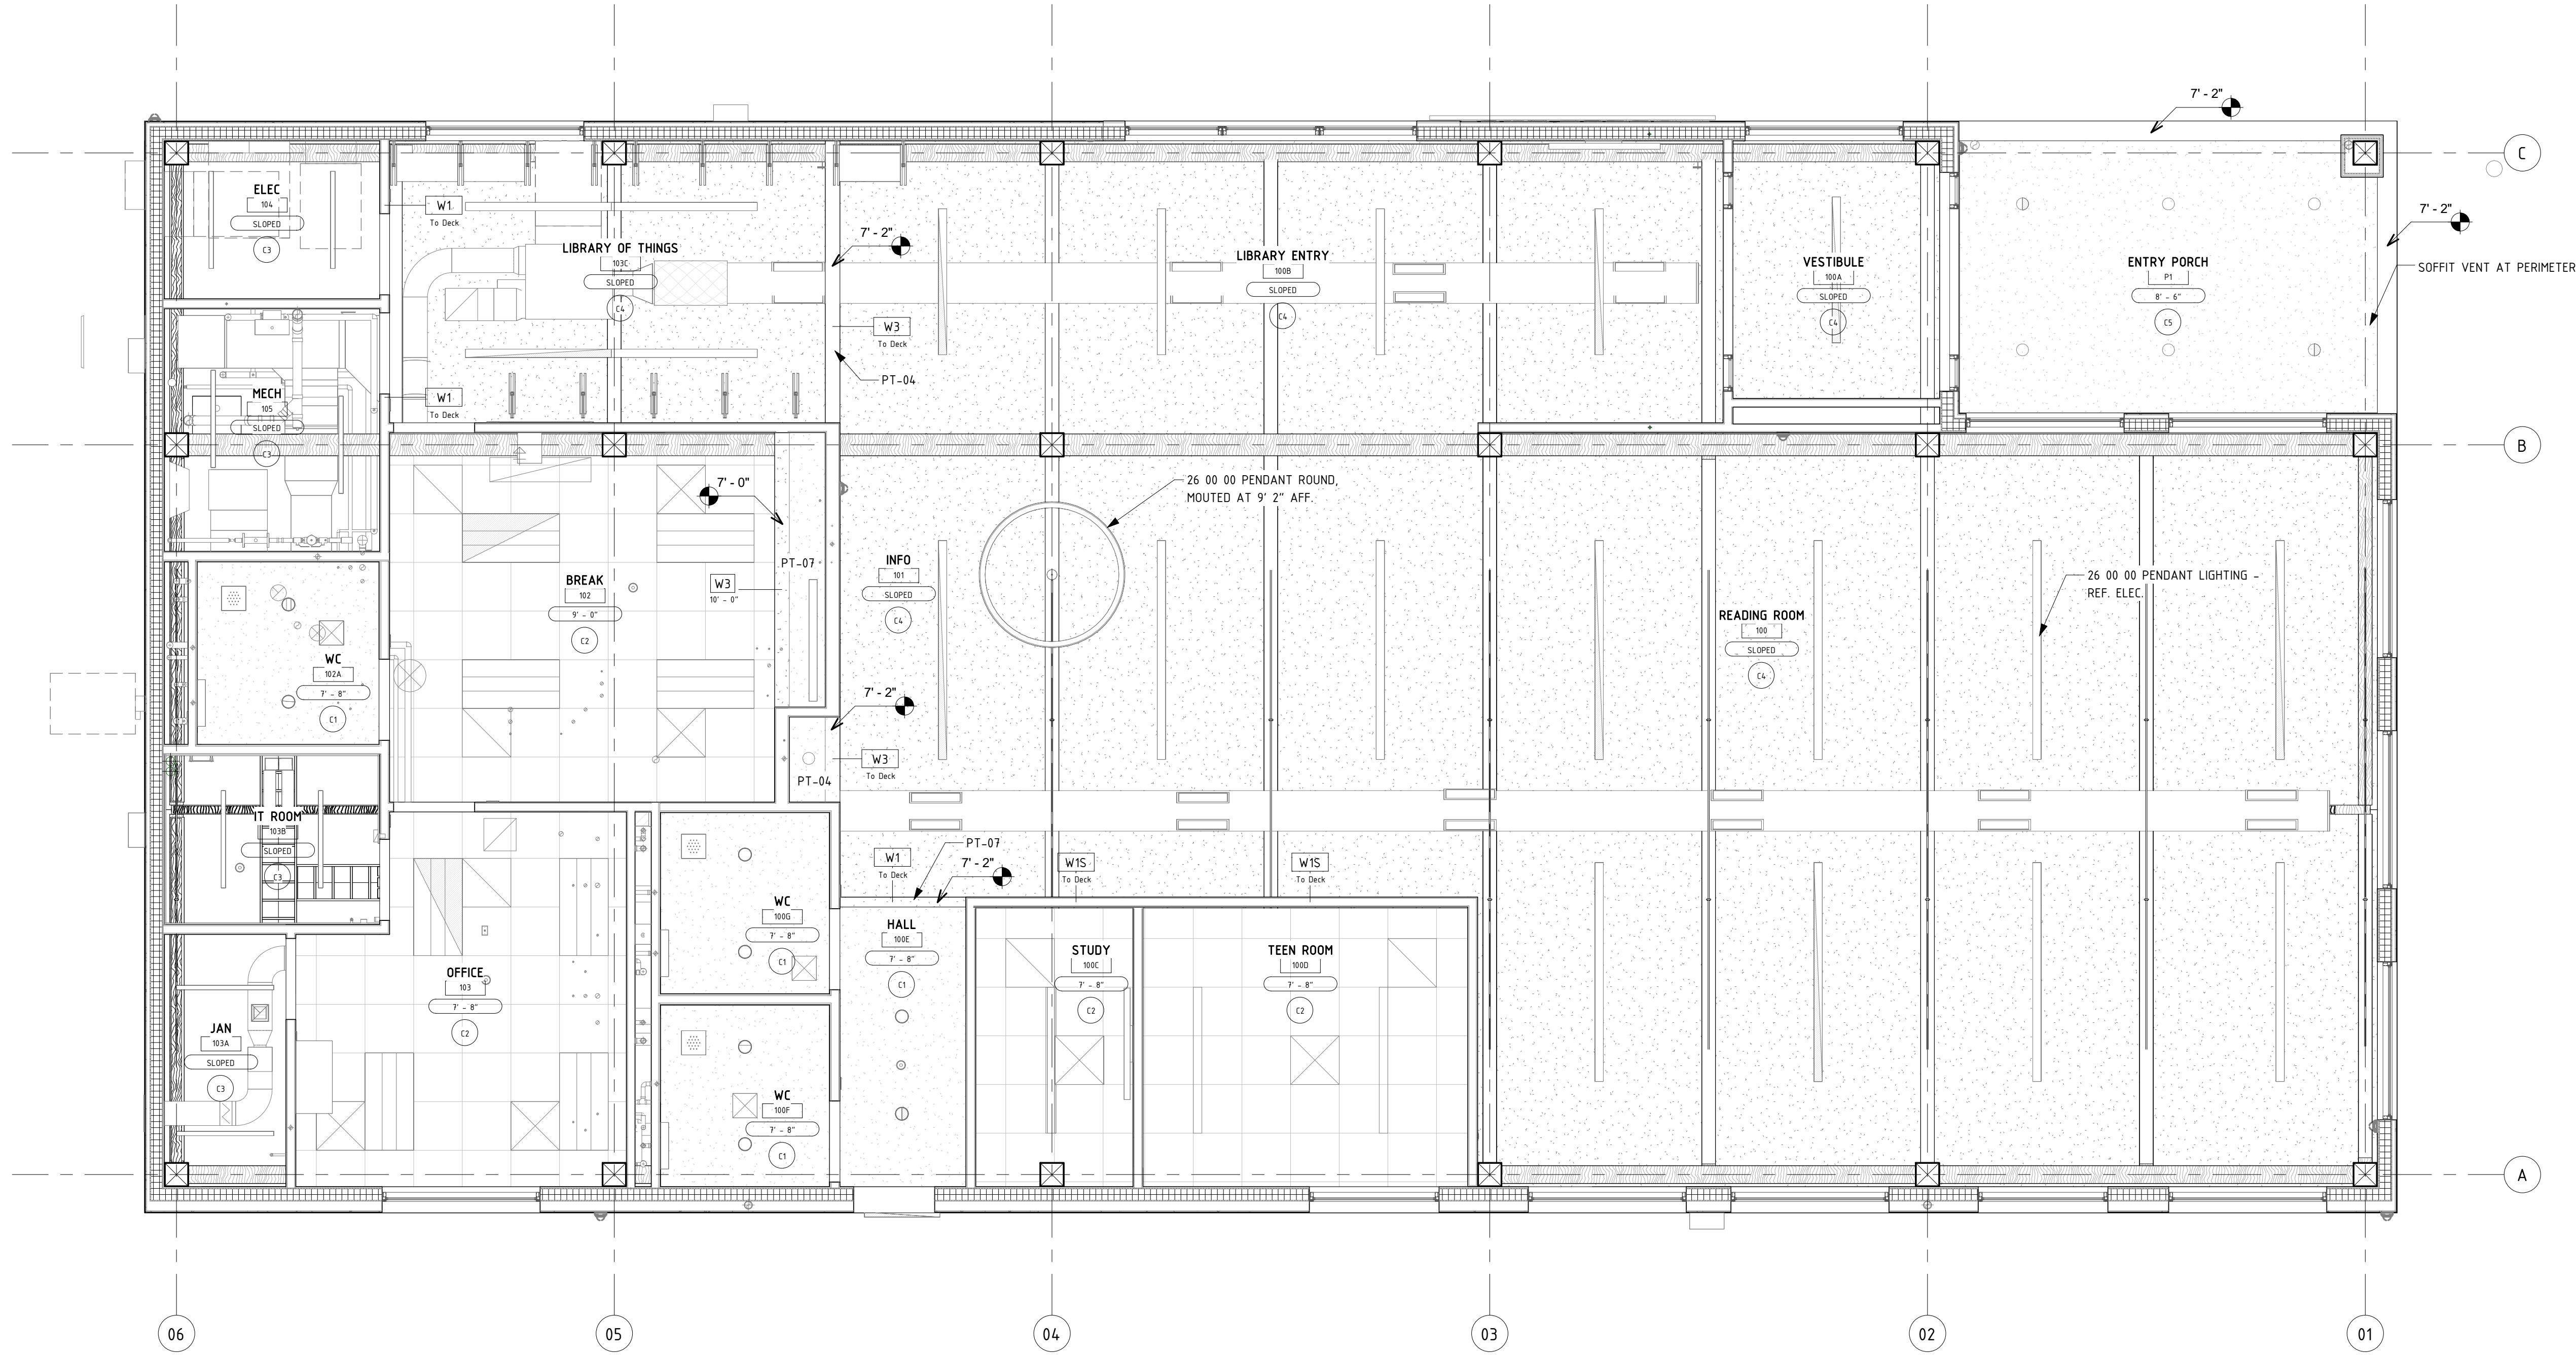 7' - 2"
C
7' - 2"
SOFFIT VENT AT PERIMETER
ELEC
104
SLOPED
C3
W1
To Deck
LIBRARY OF THINGS
103C
SLOPED
C4
7' - 2"
LIBRARY ENTRY
100B
SLOPED
C4
VESTIBULE
100A
SLOPED
C4
ENTRY PORCH
P1
8' - 6"
C5
W3
To Deck
PT-04
MECH
105
SLOPED
C3
W1
To Deck
B
7' - 0"
26 00 00 PENDANT ROUND,
MOUTED AT 9' 2" AFF.
PT-07
INFO
101
SLOPED
C4
BREAK
102
9' - 0"
C2
W3
10' - 0"
26 00 00 PENDANT LIGHTING -
REF. ELEC.
READING ROOM
100
SLOPED
C4
WC
102A
7' - 8"
C1
7' - 2"
W3
To Deck
PT-04
IT ROOM
103B
SLOPED
C3
PT-07
W1
To Deck
7' - 2"
W1S
To Deck
W1S
To Deck
WC
100G
7' - 8"
C1
HALL
100E
7' - 8"
C1
STUDY
100C
7' - 8"
C2
TEEN ROOM
100D
7' - 8"
C2
OFFICE
103
7' - 8"
C2
JAN
103A
SLOPED
C3
WC
100F
7' - 8"
C1
A
06
05
04
03
02
01